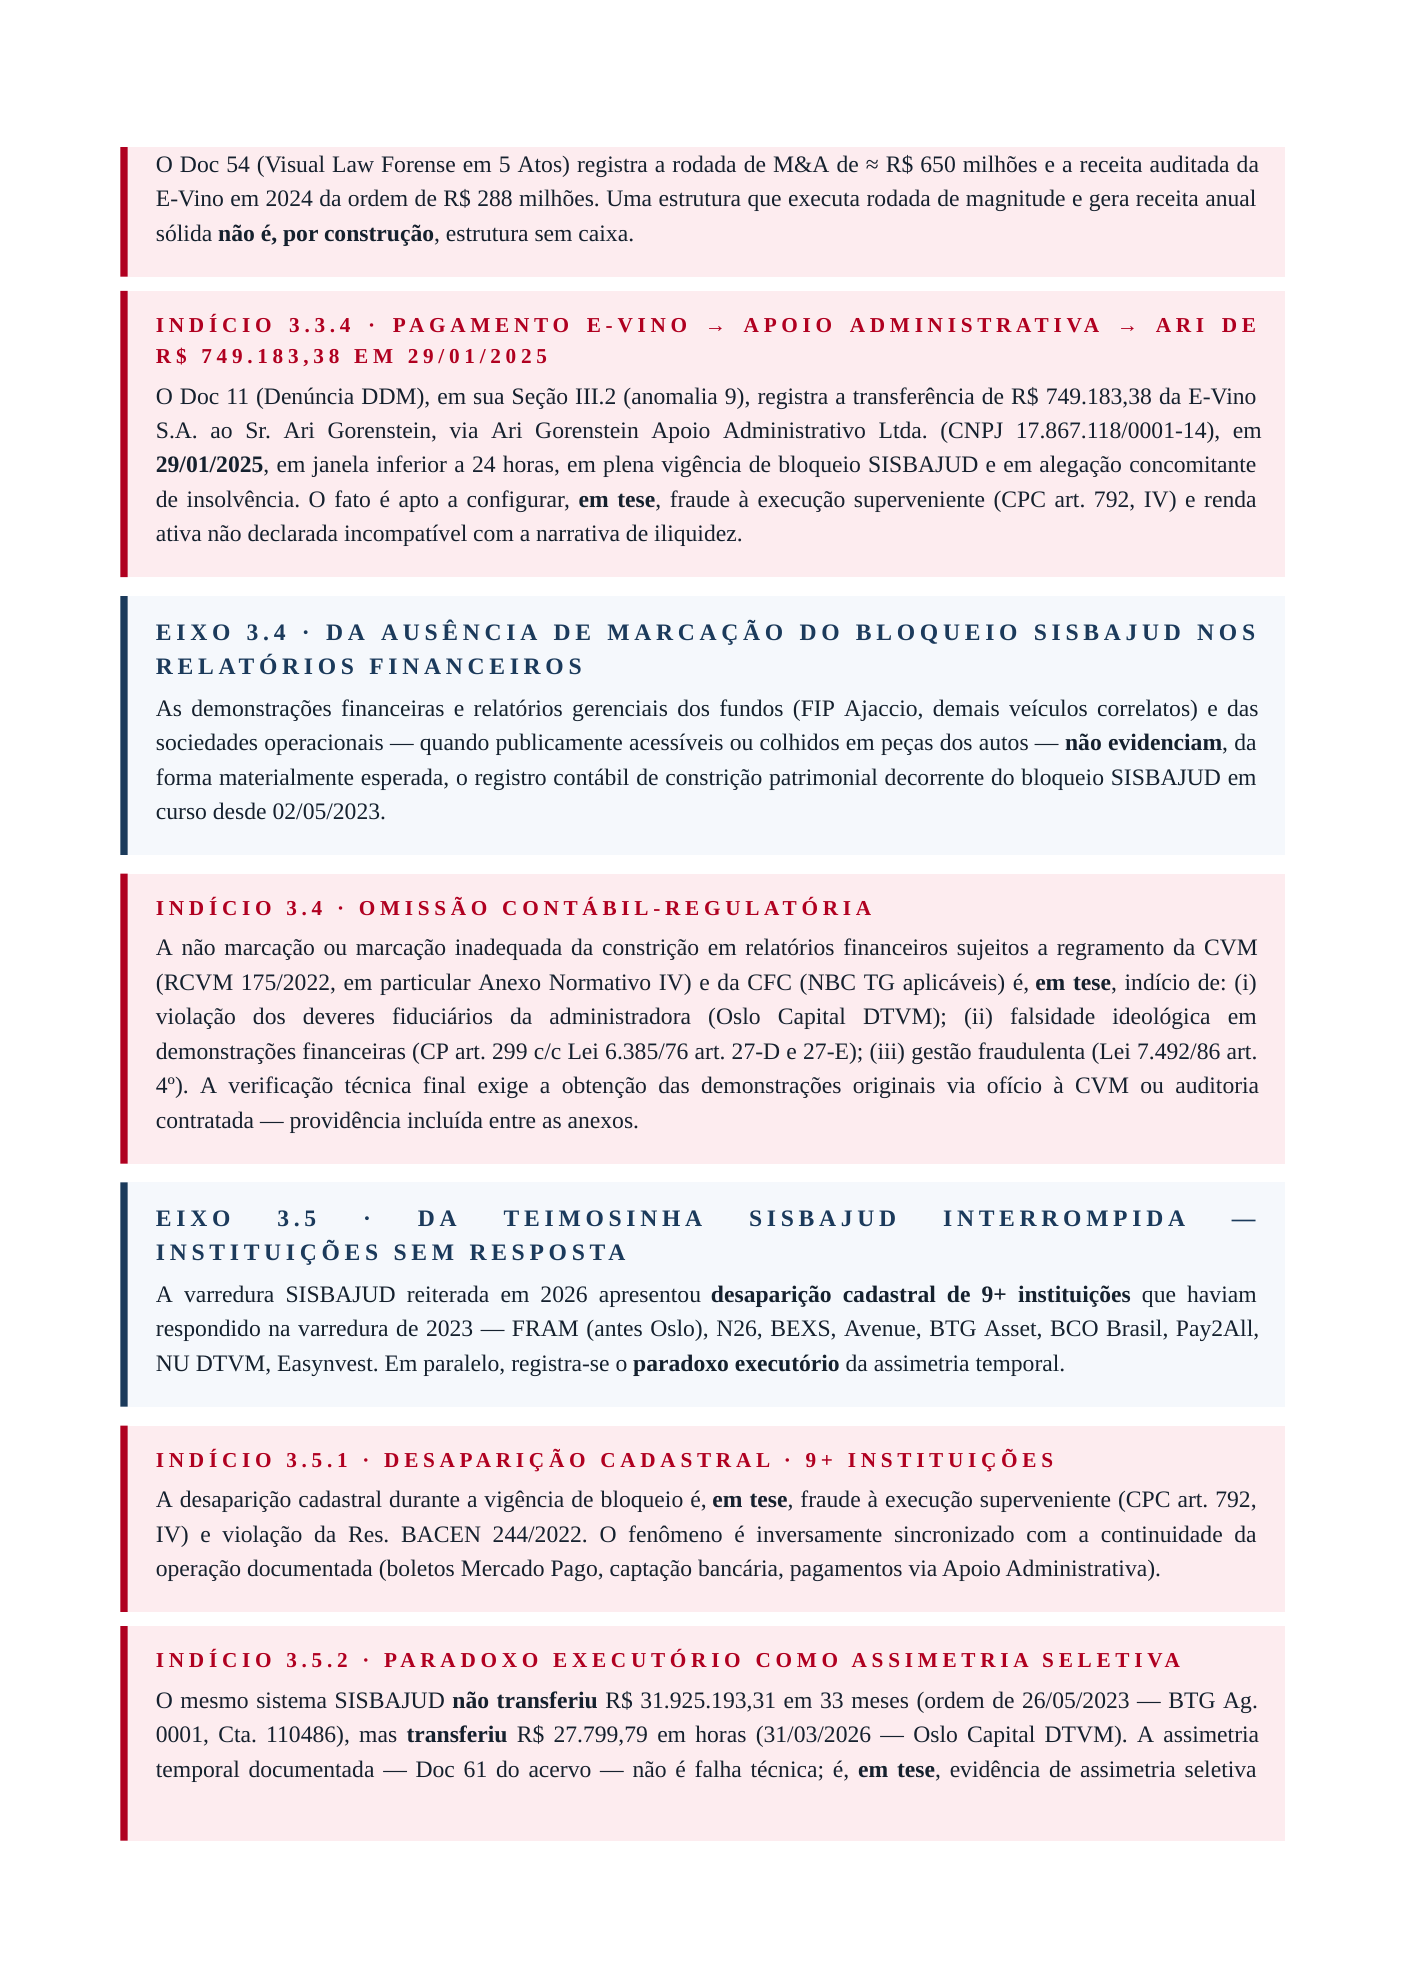 O Doc 54 (Visual Law Forense em 5 Atos) registra a rodada de M&A de ≈ R$ 650 milhões e a receita auditada da
E-Vino em 2024 da ordem de R$ 288 milhões. Uma estrutura que executa rodada de magnitude e gera receita anual
sólida não é, por construção, estrutura sem caixa.
INDÍCIO 3.3.4 · PAGAMENTO E-VINO → APOIO ADMINISTRATIVA → ARI DE
R$ 749.183,38 EM 29/01/2025
O Doc 11 (Denúncia DDM), em sua Seção III.2 (anomalia 9), registra a transferência de R$ 749.183,38 da E-Vino
S.A. ao Sr. Ari Gorenstein, via Ari Gorenstein Apoio Administrativo Ltda. (CNPJ 17.867.118/0001-14), em
29/01/2025, em janela inferior a 24 horas, em plena vigência de bloqueio SISBAJUD e em alegação concomitante
de insolvência. O fato é apto a configurar, em tese, fraude à execução superveniente (CPC art. 792, IV) e renda
ativa não declarada incompatível com a narrativa de iliquidez.
EIXO 3.4 · DA AUSÊNCIA DE MARCAÇÃO DO BLOQUEIO SISBAJUD NOS
RELATÓRIOS FINANCEIROS
As demonstrações financeiras e relatórios gerenciais dos fundos (FIP Ajaccio, demais veículos correlatos) e das
sociedades operacionais — quando publicamente acessíveis ou colhidos em peças dos autos — não evidenciam, da
forma materialmente esperada, o registro contábil de constrição patrimonial decorrente do bloqueio SISBAJUD em
curso desde 02/05/2023.
INDÍCIO 3.4 · OMISSÃO CONTÁBIL-REGULATÓRIA
A não marcação ou marcação inadequada da constrição em relatórios financeiros sujeitos a regramento da CVM
(RCVM 175/2022, em particular Anexo Normativo IV) e da CFC (NBC TG aplicáveis) é, em tese, indício de: (i)
violação dos deveres fiduciários da administradora (Oslo Capital DTVM); (ii) falsidade ideológica em
demonstrações financeiras (CP art. 299 c/c Lei 6.385/76 art. 27-D e 27-E); (iii) gestão fraudulenta (Lei 7.492/86 art.
4º). A verificação técnica final exige a obtenção das demonstrações originais via ofício à CVM ou auditoria
contratada — providência incluída entre as anexos.
EIXO 3.5 · DA TEIMOSINHA SISBAJUD INTERROMPIDA —
INSTITUIÇÕES SEM RESPOSTA
A varredura SISBAJUD reiterada em 2026 apresentou desaparição cadastral de 9+ instituições que haviam
respondido na varredura de 2023 — FRAM (antes Oslo), N26, BEXS, Avenue, BTG Asset, BCO Brasil, Pay2All,
NU DTVM, Easynvest. Em paralelo, registra-se o paradoxo executório da assimetria temporal.
INDÍCIO 3.5.1 · DESAPARIÇÃO CADASTRAL · 9+ INSTITUIÇÕES
A desaparição cadastral durante a vigência de bloqueio é, em tese, fraude à execução superveniente (CPC art. 792,
IV) e violação da Res. BACEN 244/2022. O fenômeno é inversamente sincronizado com a continuidade da
operação documentada (boletos Mercado Pago, captação bancária, pagamentos via Apoio Administrativa).
INDÍCIO 3.5.2 · PARADOXO EXECUTÓRIO COMO ASSIMETRIA SELETIVA
O mesmo sistema SISBAJUD não transferiu R$ 31.925.193,31 em 33 meses (ordem de 26/05/2023 — BTG Ag.
0001, Cta. 110486), mas transferiu R$ 27.799,79 em horas (31/03/2026 — Oslo Capital DTVM). A assimetria
temporal documentada — Doc 61 do acervo — não é falha técnica; é, em tese, evidência de assimetria seletiva